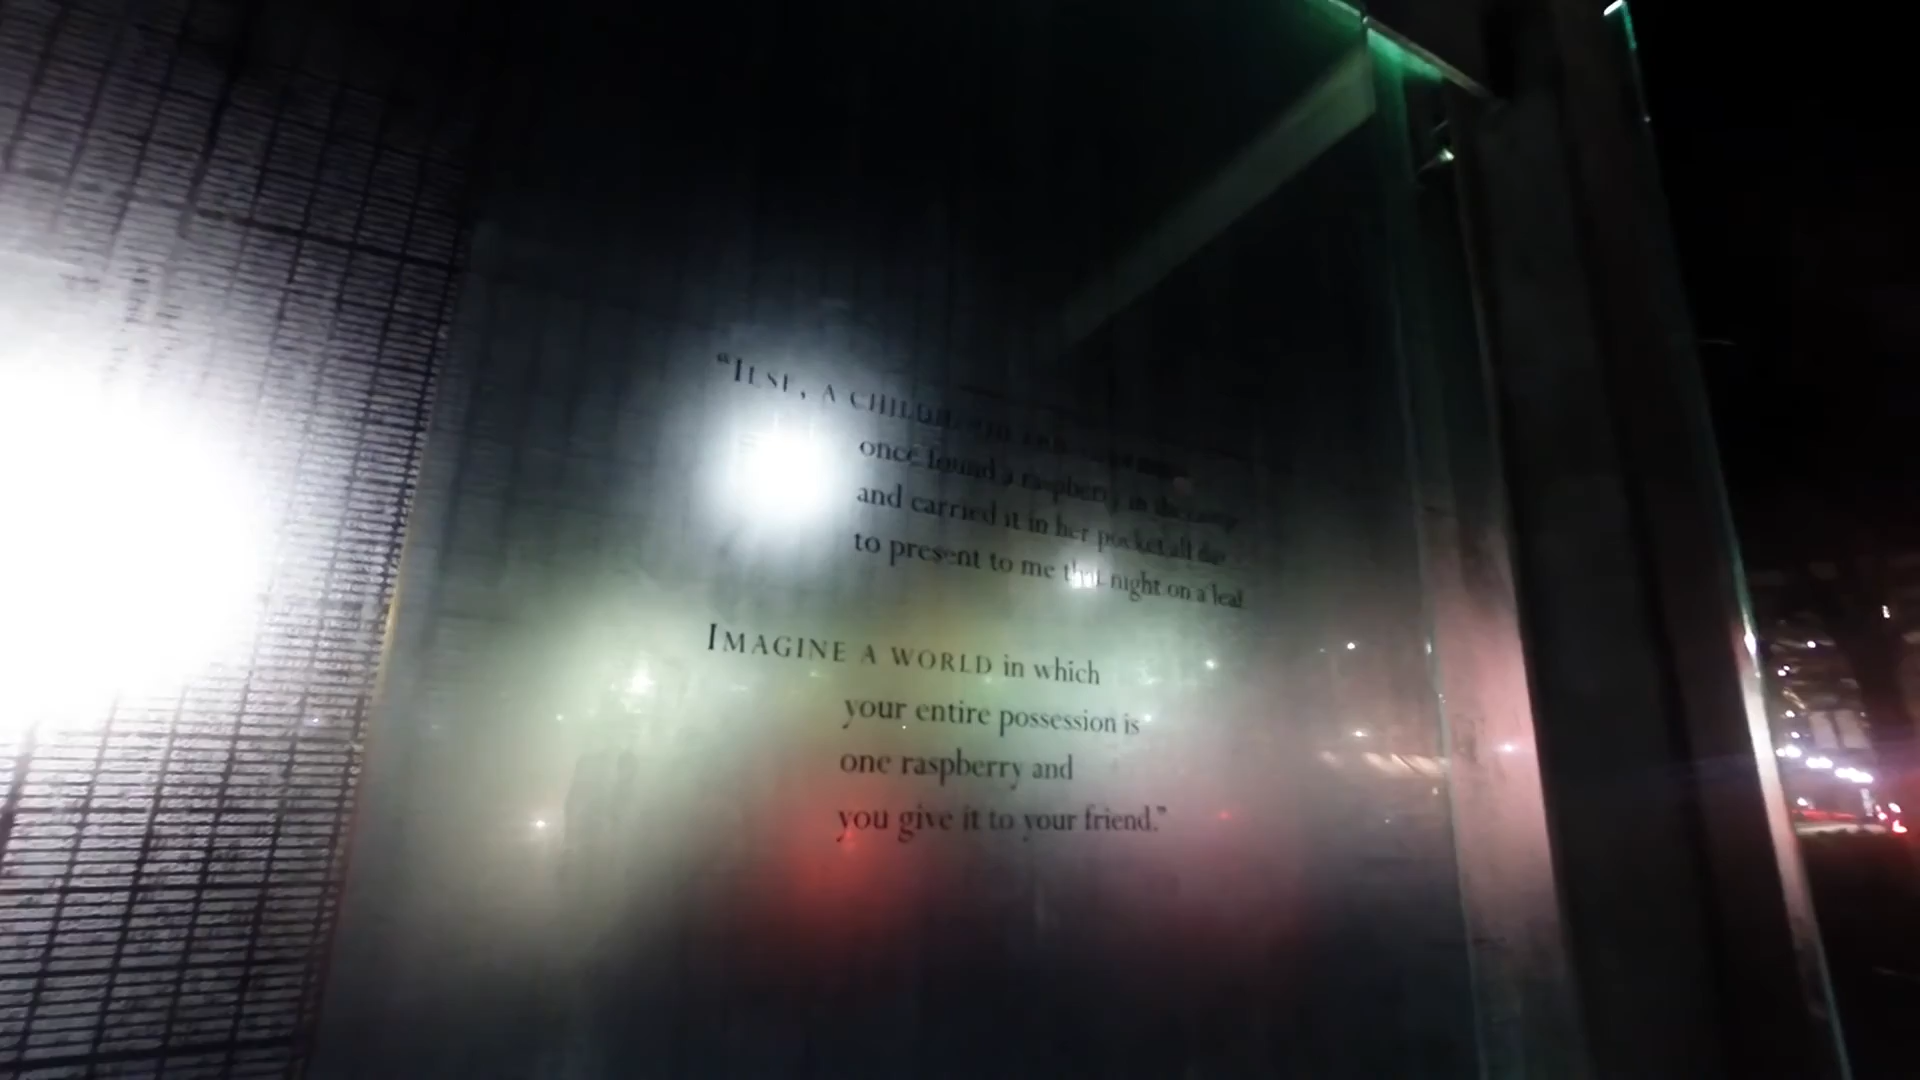 “ILSE, A CHILDHOOD
once found a raspberry in the camp
and carried it in her pocket all day
to present to me that night on a leaf.
IMAGINE A WORLD in which
your entire possession is
one raspberry and
you give it to your friend.”